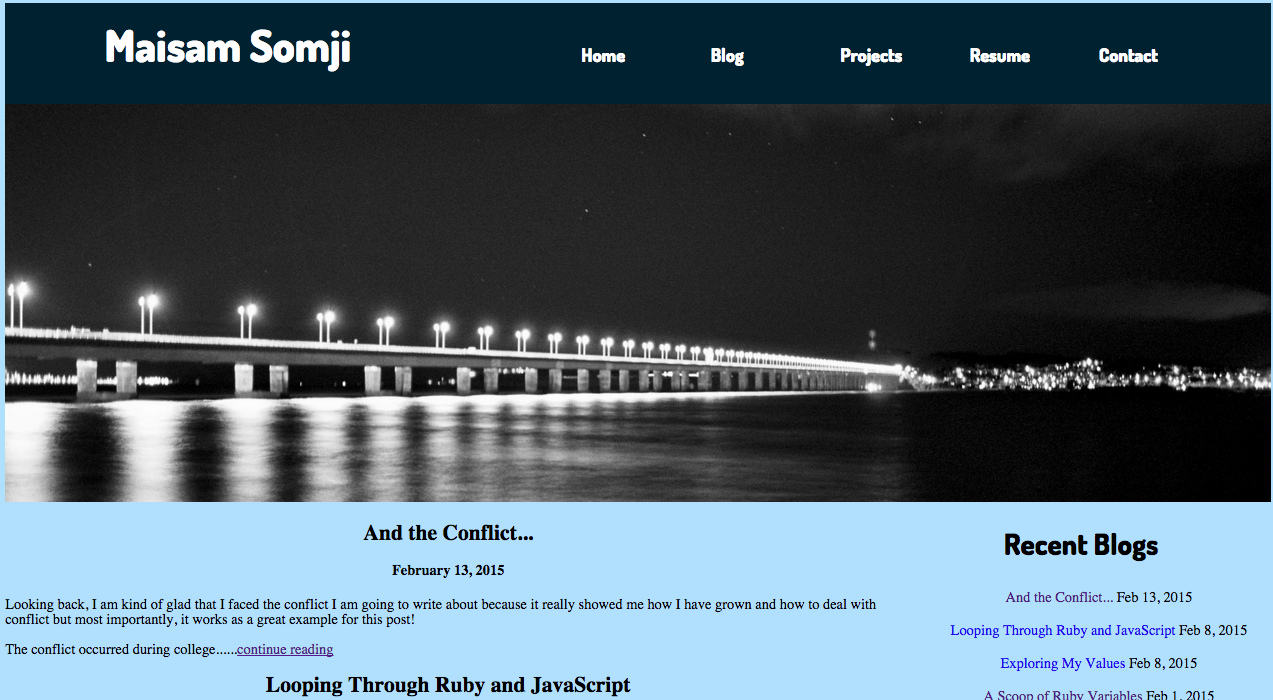 Maisam Somji
Home Blog Projects Resume Contact
And the Conflict...
February 13, 2015
Looking back, I am kind of glad that I faced the conflict I am going to write about because it really showed me how I have grown and how to deal with
conflict but most importantly, it works as a great example for this post!
The conflict occurred during college......continue reading
Looping Through Ruby and JavaScript
Recent Blogs
And the Conflict... Feb 13, 2015
Looping Through Ruby and JavaScript Feb 8, 2015
Exploring My Values Feb 8, 2015
A Scoop of Ruby Variables Feb 1, 2015